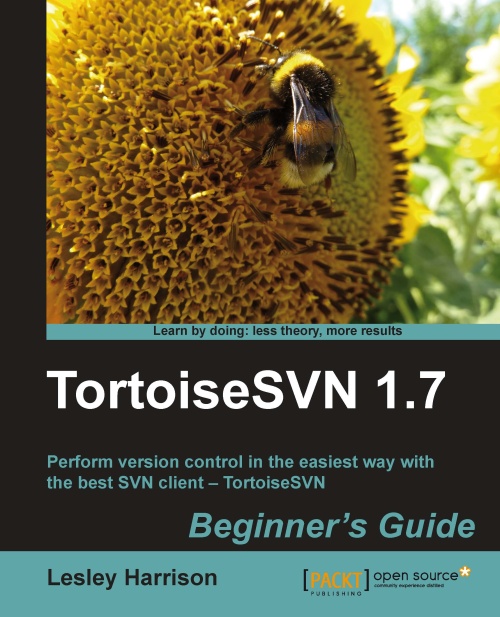 Learn by doing: less theory, more results
TortoiseSVN 1.7
Perform version control in the easiest way with
the best SVN client – TortoiseSVN
Beginner's Guide
Lesley Harrison
[PACKT] open source*
PUBLISHING community experience distilled